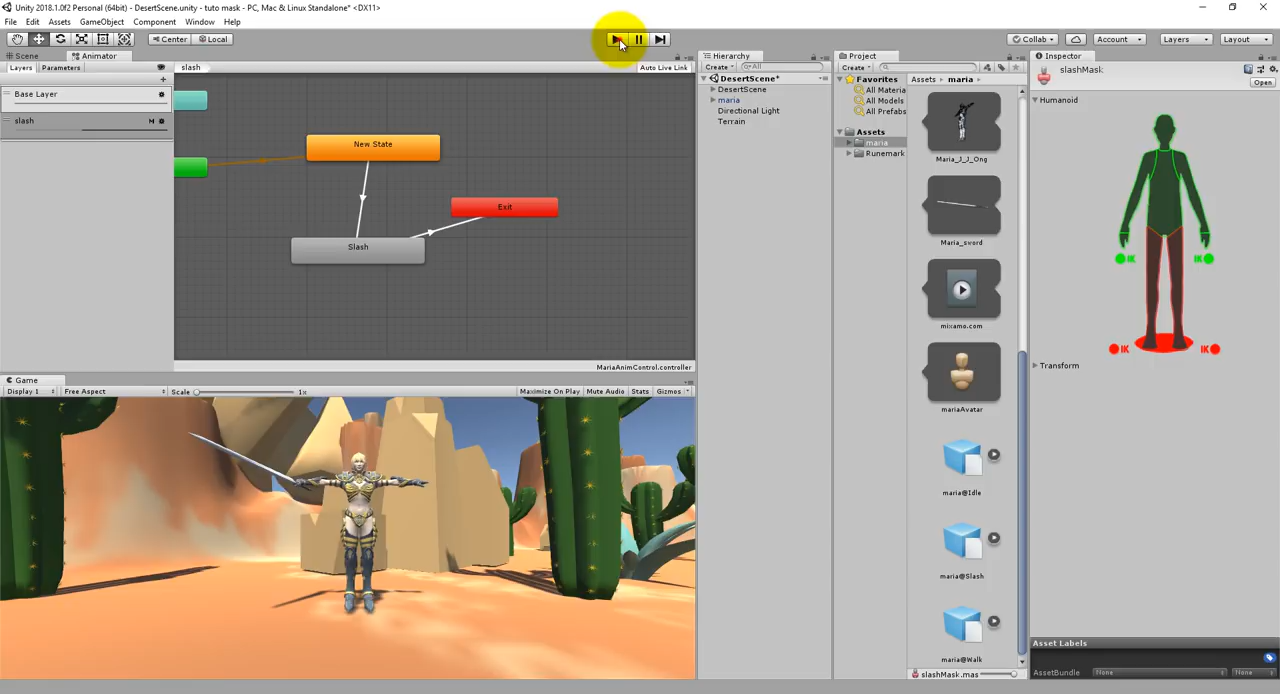 Unity 2018.1.0f2 Personal (64bit) - DesertScene.unity - tuto mask - PC, Mac & Linux Standalone* <DX11>
File Edit Assets GameObject Component Window Help
Center Local Collab Account Layers Layout
Scene Animator Hierarchy Project Inspector
Layers Parameters slash Auto Live Link
Create All
Create
Base Layer
slash M
New State
Exit
Slash
MariaAnimControl.controller
DesertScene*
DesertScene
maria
Directional Light
Terrain
Favorites
All Materia
All Models
All Prefabs
Assets
maria
Runemark
Assets maria
Maria_J_J_Ong
Maria_sword
mixamo.com
mariaAvatar
maria@Idle
maria@Slash
maria@Walk
slashMask.mas
slashMask
Open
Humanoid
IK IK
IK IK
Transform
Asset Labels
AssetBundle None None
Game
Display 1 Free Aspect Scale 1x Maximize On Play Mute Audio Stats Gizmos